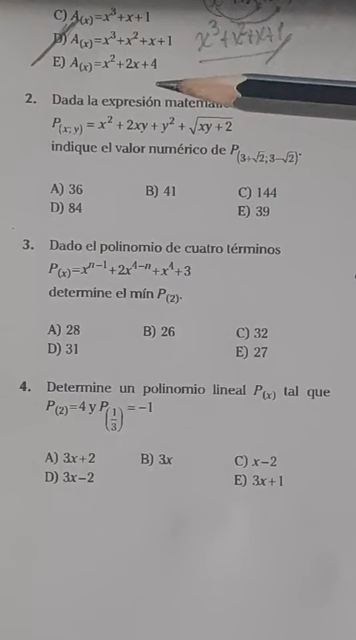 C) A(x)=x³+x+1
D) A(x)=x³+x²+x+1
x³+x²+x+1
E) A(x)=x²+2x+4
2. Dada la expresión
P(x; y) = x² + 2xy + y² + √(xy + 2)
indique el valor numérico de P(3+√2; 3−√2).
A) 36 B) 41 C) 144
D) 84 E) 39
3. Dado el polinomio de cuatro términos
P(x)=xⁿ⁻¹+2x⁴⁻ⁿ+x⁴+3
determine el mín P(2).
A) 28 B) 26 C) 32
D) 31 E) 27
4. Determine un polinomio lineal P(x) tal que
P(2)=4 y P(1/3) = −1
A) 3x+2 B) 3x C) x−2
D) 3x−2 E) 3x+1